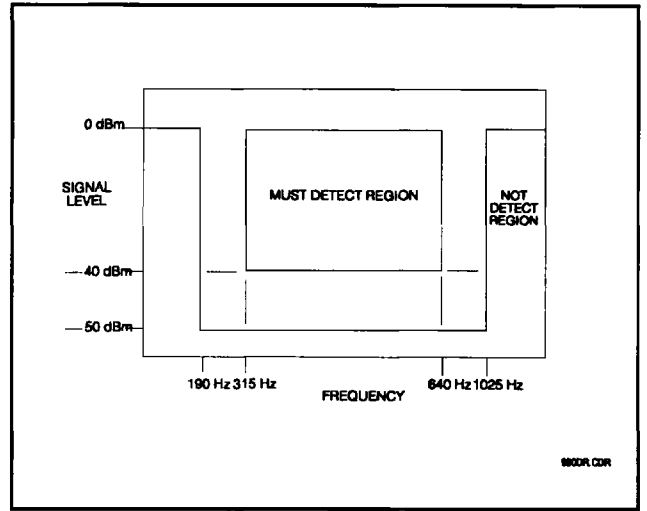 0 dBm
SIGNAL
LEVEL
MUST DETECT REGION
NOT
DETECT
REGION
—40 dBm
—50 dBm
190 Hz 315 Hz
640 Hz 1025 Hz
FREQUENCY